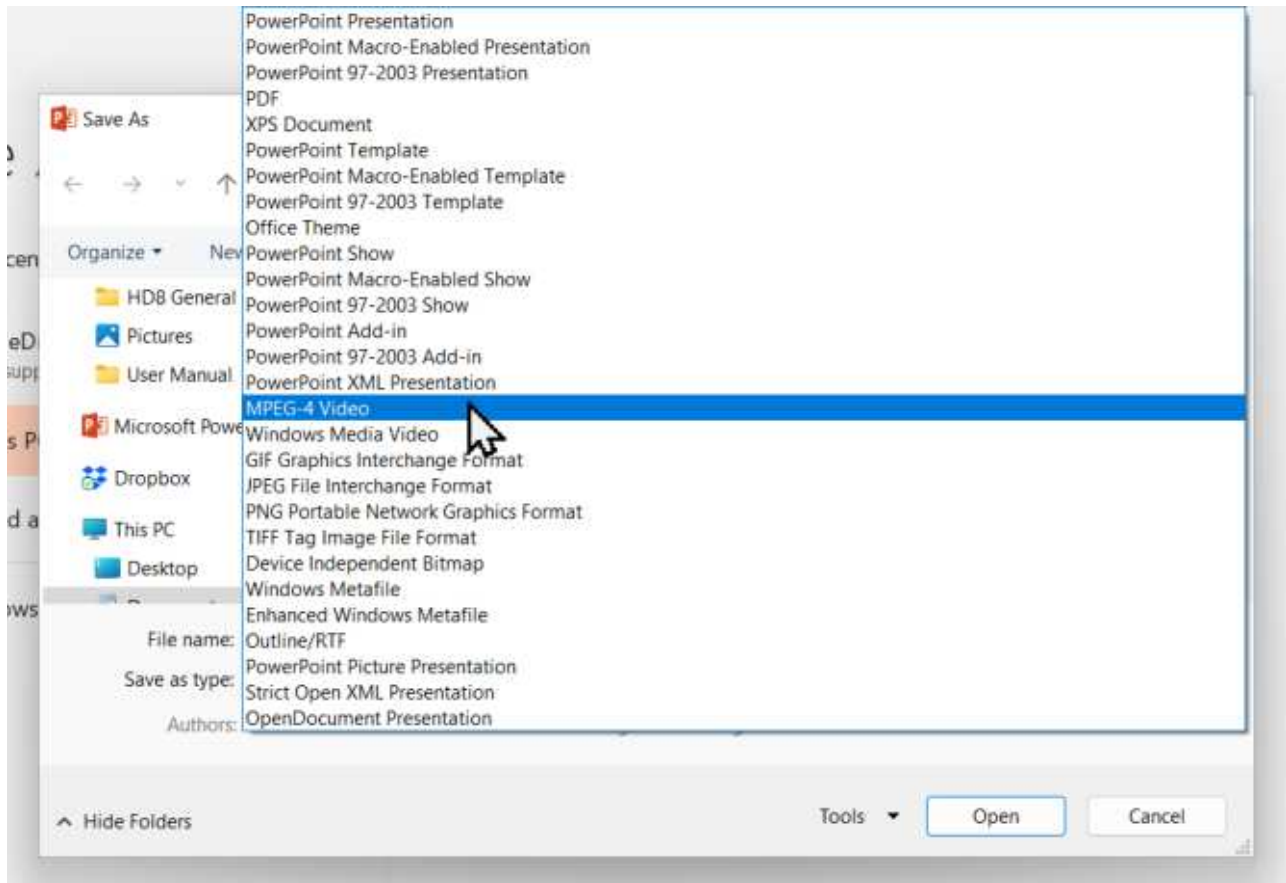 PowerPoint Presentation
PowerPoint Macro-Enabled Presentation
PowerPoint 97-2003 Presentation
PDF
Save As
XPS Document
PowerPoint Template
PowerPoint Macro-Enabled Template
PowerPoint 97-2003 Template
Office Theme
Organize
New
PowerPoint Show
PowerPoint Macro-Enabled Show
HD8 General
PowerPoint 97-2003 Show
Pictures
PowerPoint Add-in
PowerPoint 97-2003 Add-in
User Manual
PowerPoint XML Presentation
MPEG-4 Video
Microsoft Powe
Windows Media Video
GIF Graphics Interchange Format
Dropbox
JPEG File Interchange Format
PNG Portable Network Graphics Format
This PC
TIFF Tag Image File Format
Device Independent Bitmap
Desktop
Windows Metafile
Enhanced Windows Metafile
File name:
Outline/RTF
PowerPoint Picture Presentation
Save as type:
Strict Open XML Presentation
Authors:
OpenDocument Presentation
Hide Folders
Tools
Open
Cancel